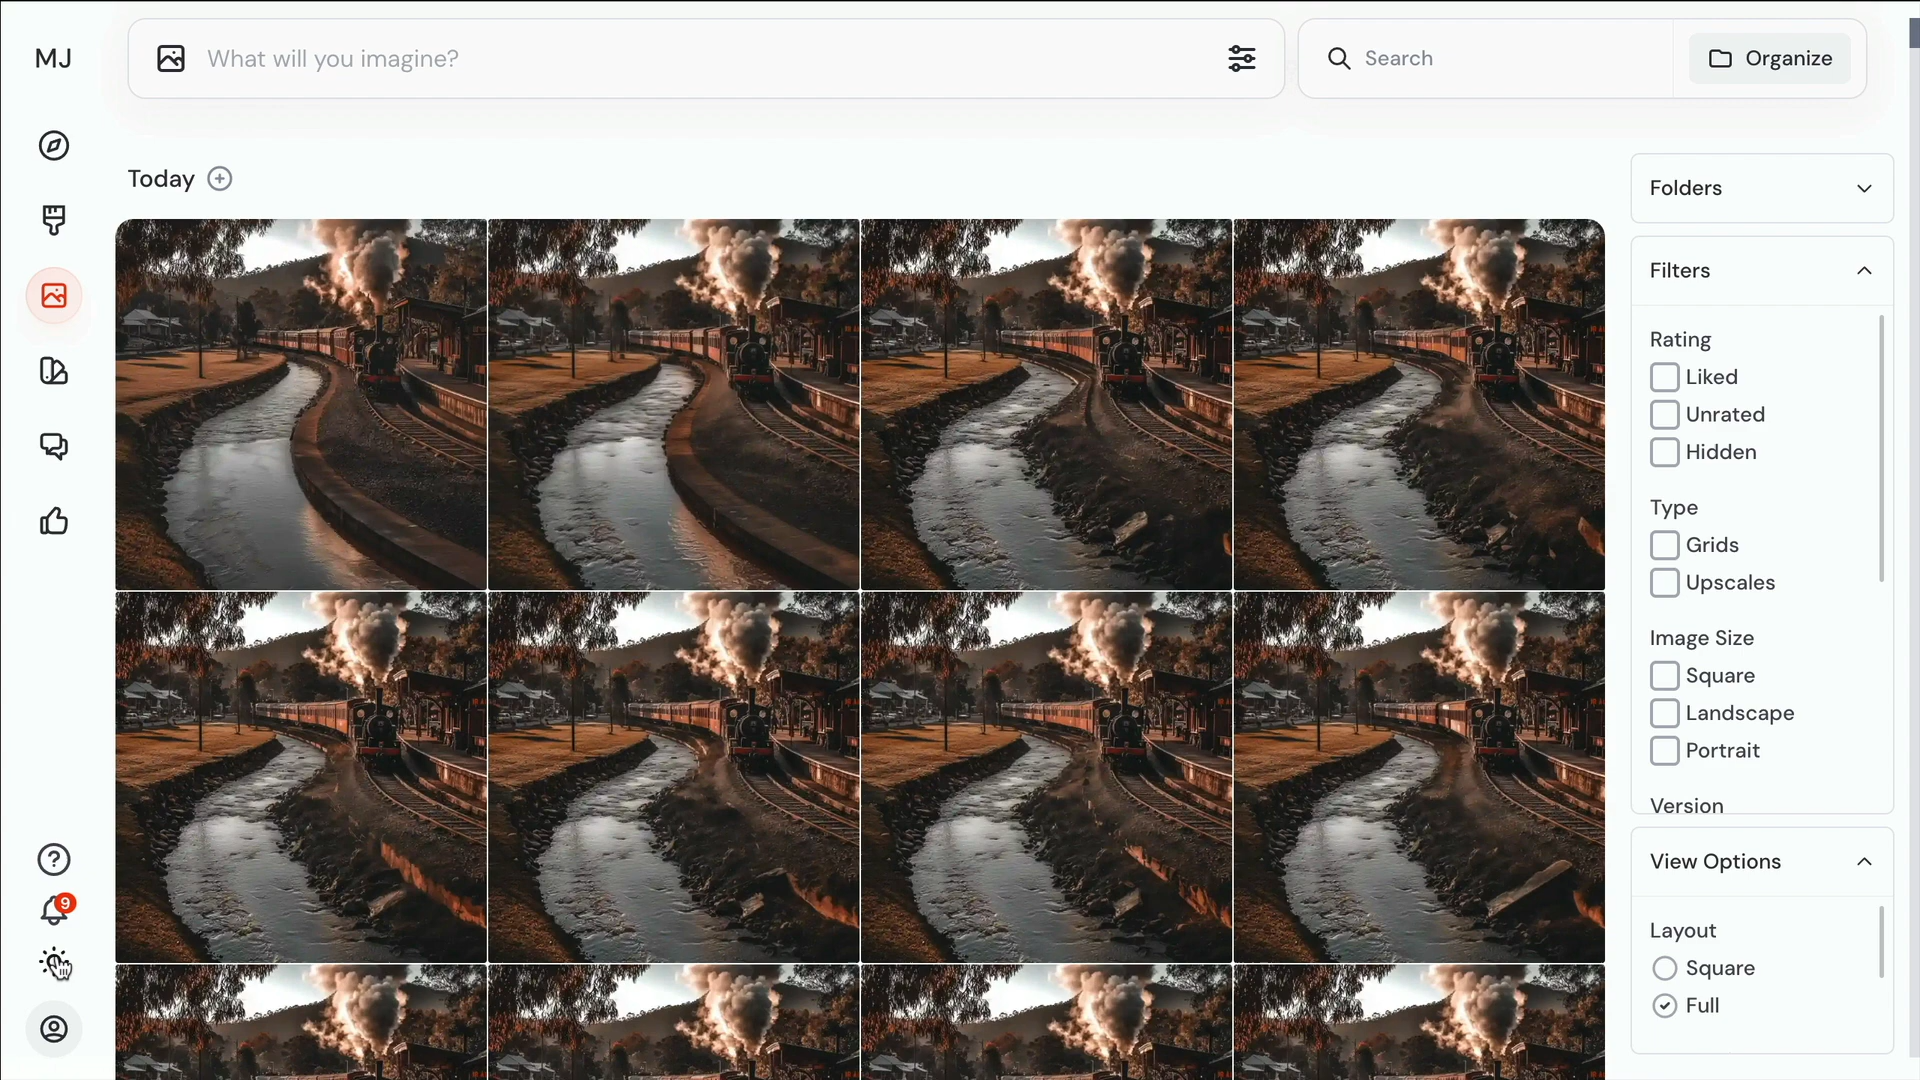 MJ
What will you imagine?
Search
Organize
Today
Folders
Filters
Rating
Liked
Unrated
Hidden
Type
Grids
Upscales
Image Size
Square
Landscape
Portrait
Version
View Options
Layout
Square
Full
9